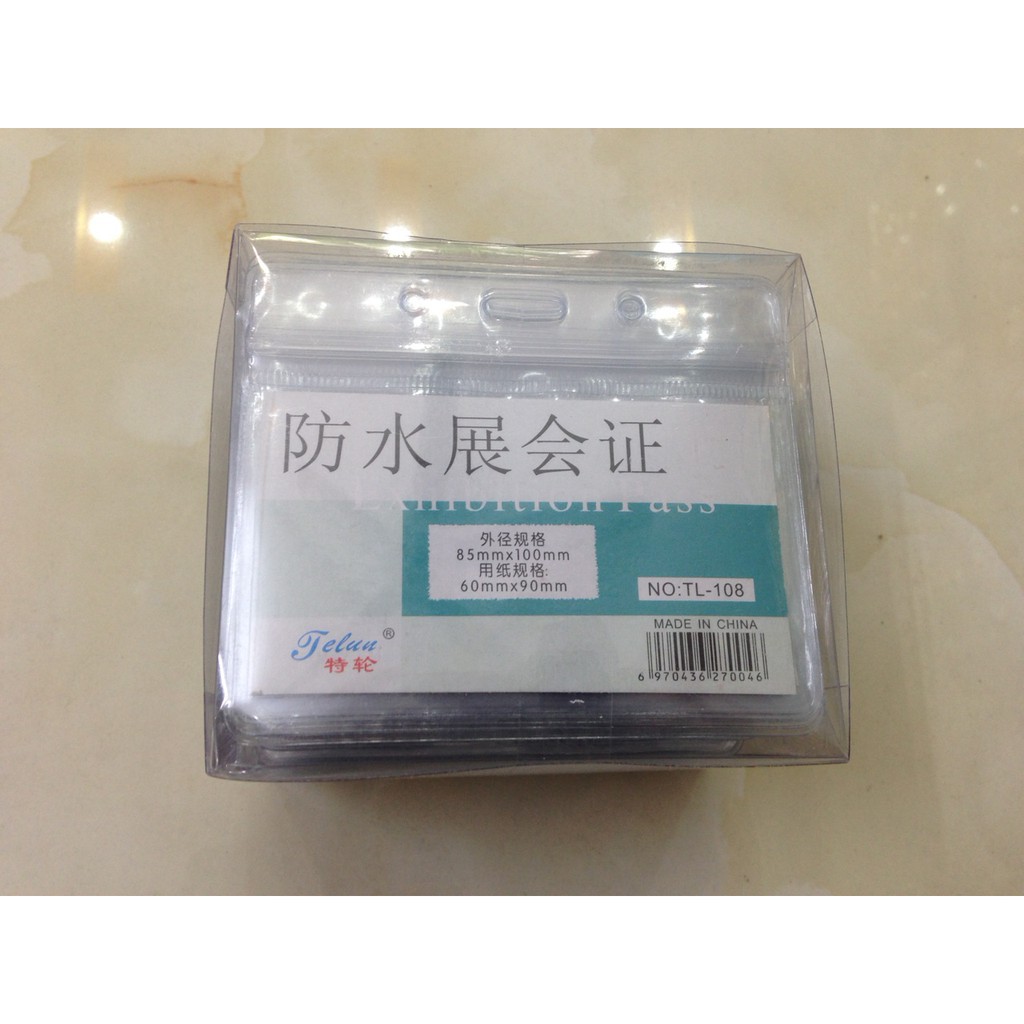 防水展会证
Exhibition Pass
外径规格
85mmx100mm
用纸规格:
60mmx90mm
NO:TL-108
MADE IN CHINA
6 970436 270046
Telun®
特轮